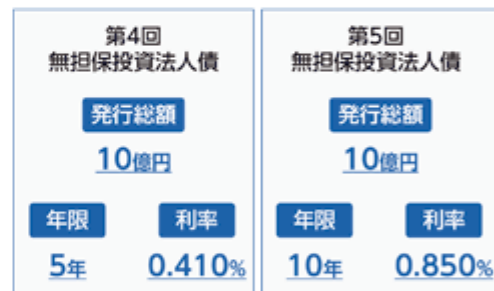 第4回
無担保投資法人債
発行総額
10億円
年限 利率
5年 0.410%
第5回
無担保投資法人債
発行総額
10億円
年限 利率
10年 0.850%